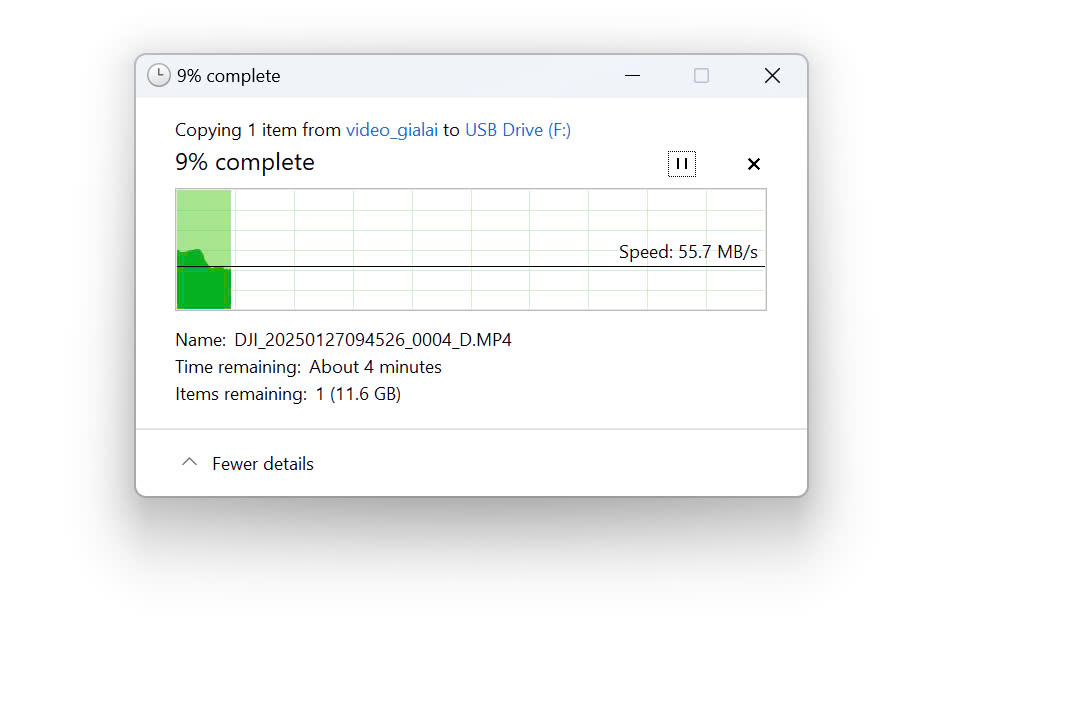 9% complete
Copying 1 item from video_gialai to USB Drive (F:)
9% complete
Speed: 55.7 MB/s
Name: DJI_20250127094526_0004_D.MP4
Time remaining: About 4 minutes
Items remaining: 1 (11.6 GB)
Fewer details